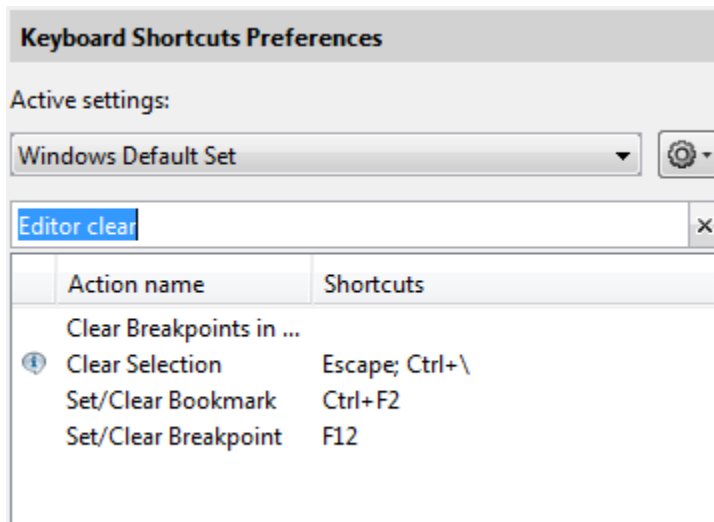 Keyboard Shortcuts Preferences
Active settings:
Windows Default Set
Editor clear
Action name Shortcuts
Clear Breakpoints in ...
Clear Selection Escape; Ctrl+\
Set/Clear Bookmark Ctrl+F2
Set/Clear Breakpoint F12